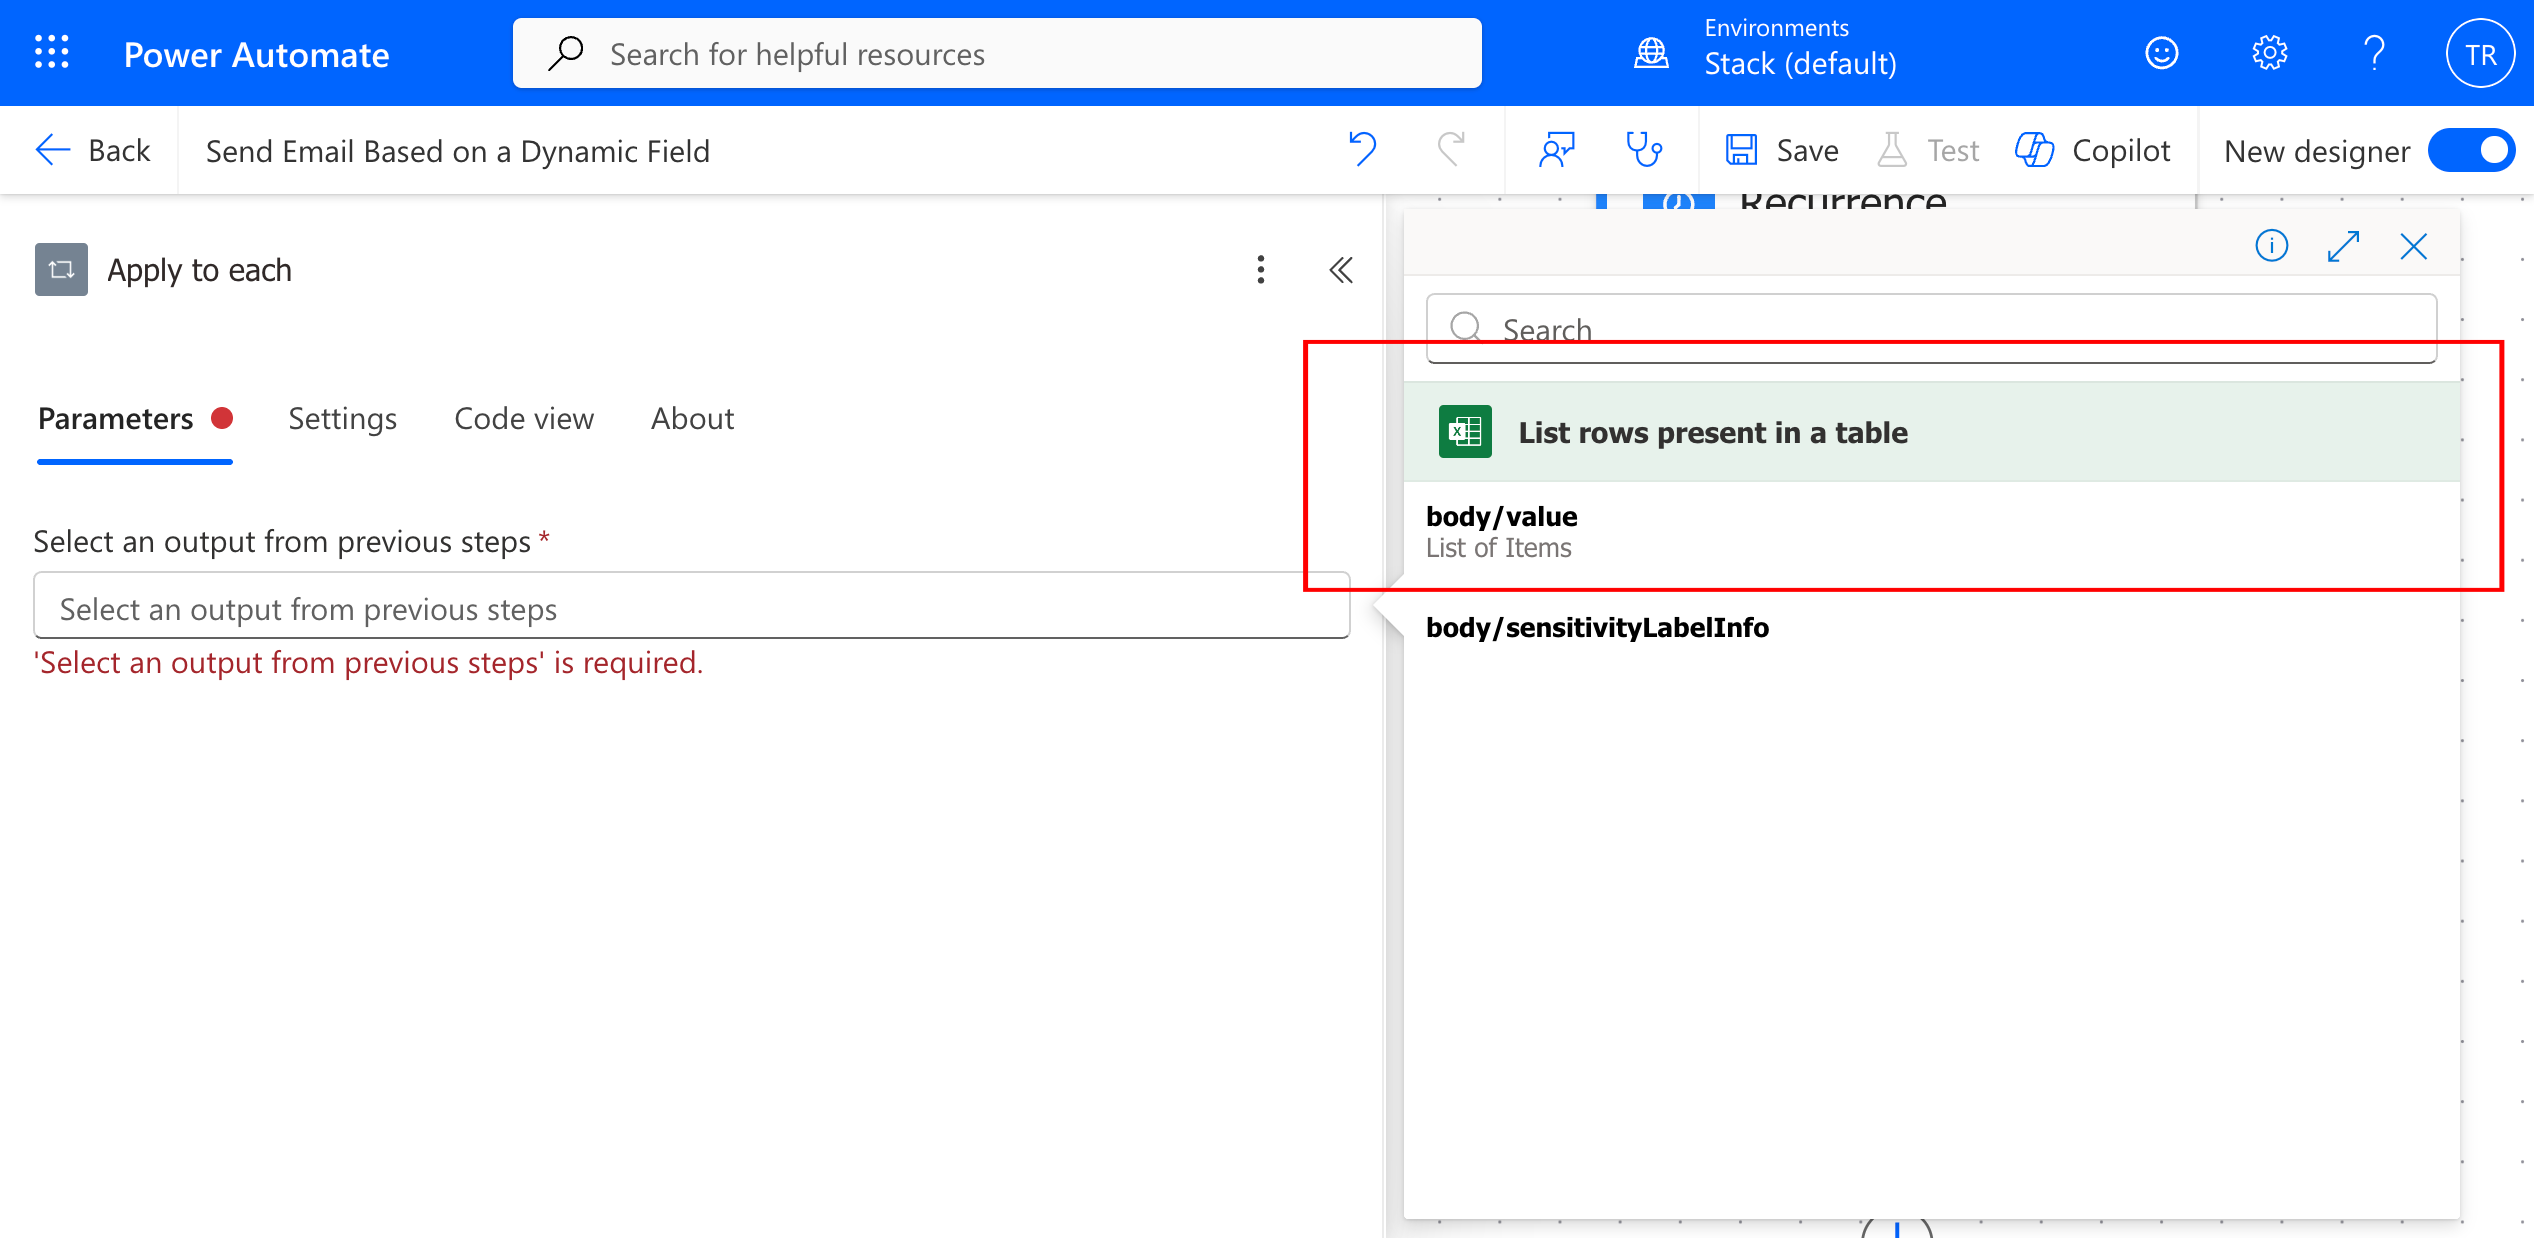 Power Automate
Search for helpful resources
Environments
Stack (default)
TR
Back
Send Email Based on a Dynamic Field
Save
Test
Copilot
New designer
Recurrence
Apply to each
Search
Parameters
Settings
Code view
About
List rows present in a table
body/value
List of Items
Select an output from previous steps *
Select an output from previous steps
'Select an output from previous steps' is required.
body/sensitivityLabelInfo